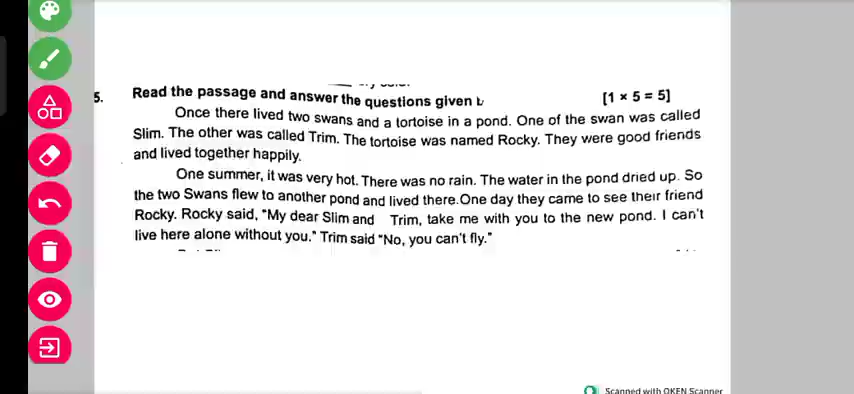 5. Read the passage and answer the questions given [1 × 5 = 5]
Once there lived two swans and a tortoise in a pond. One of the swan was called
Slim. The other was called Trim. The tortoise was named Rocky. They were good friends
and lived together happily.
One summer, it was very hot. There was no rain. The water in the pond dried up. So
the two Swans flew to another pond and lived there.One day they came to see their friend
Rocky. Rocky said, "My dear Slim and Trim, take me with you to the new pond. I can't
live here alone without you." Trim said "No, you can't fly."
Scanned with OKEN Scanner